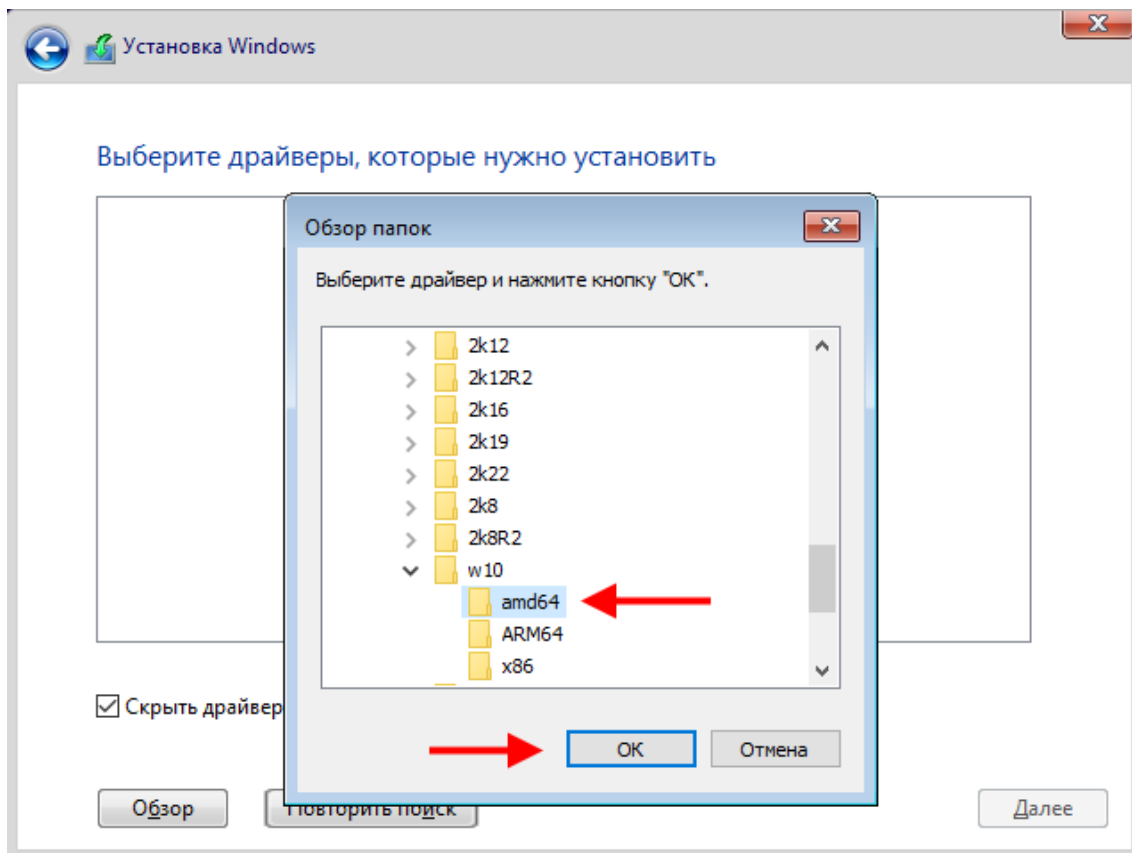 Установка Windows
Выберите драйверы, которые нужно установить
Обзор папок
Выберите драйвер и нажмите кнопку "ОК".
2k12
2k12R2
2k16
2k19
2k22
2k8
2k8R2
w10
amd64
ARM64
x86
Скрыть драйвер
ОК
Отмена
Обзор
Повторить поиск
Далее